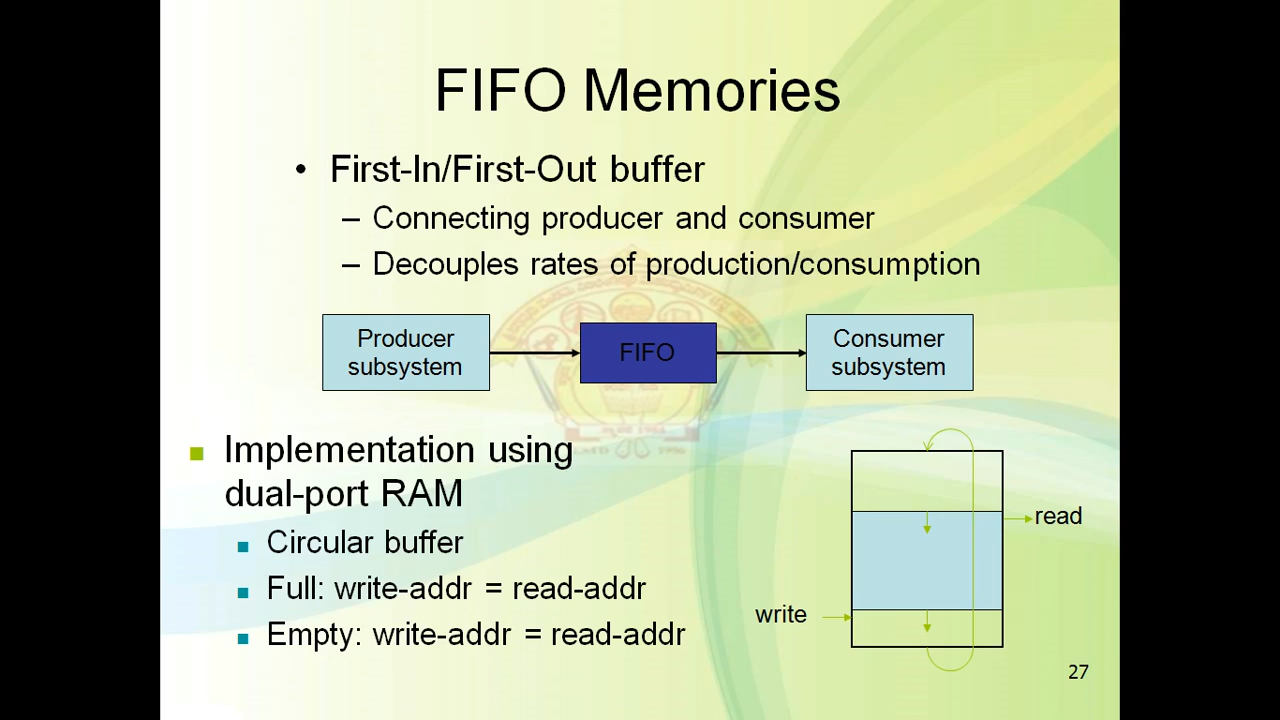 FIFO Memories
• First-In/First-Out buffer
– Connecting producer and consumer
– Decouples rates of production/consumption
Producer
subsystem
FIFO
Consumer
subsystem
Implementation using
dual-port RAM
Circular buffer
Full: write-addr = read-addr
Empty: write-addr = read-addr
read
write
27